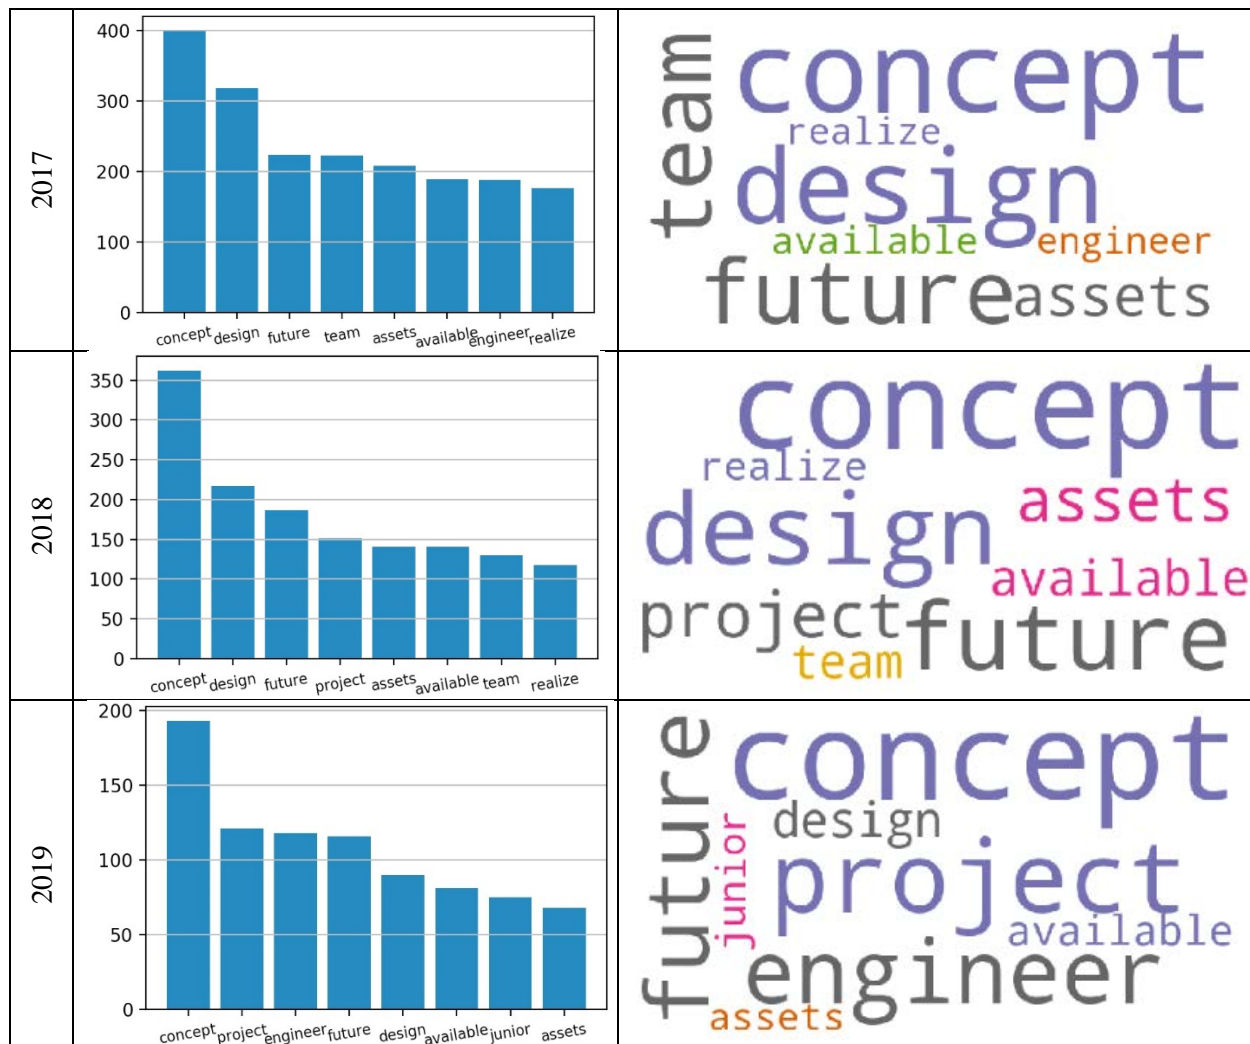 2017
400
300
200
100
0
concept design future team assets available engineer realize
team
concept
realize
design
available engineer
future assets
2018
350
300
250
200
150
100
50
0
concept design future project assets available team realize
concept
realize
assets
design
available
project future
team
2019
200
150
100
50
0
concept project engineer future design available junior assets
future
concept
design
junior
project
available
engineer
assets